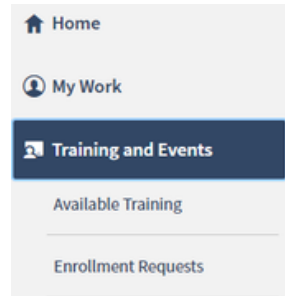 Home
My Work
Training and Events
Available Training
Enrollment Requests